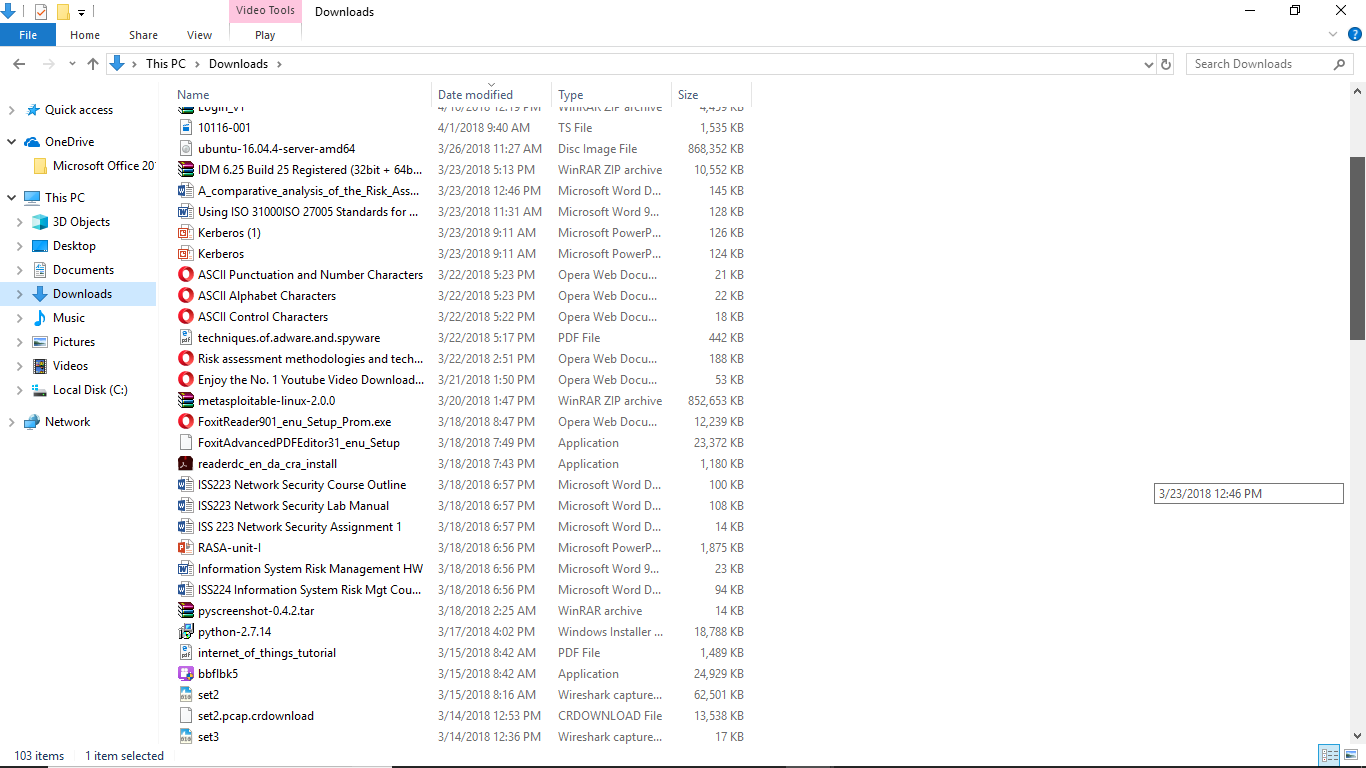 Video Tools Downloads
File Home Share View Play
This PC Downloads Search Downloads
Name Date modified Type Size
Quick access
OneDrive
Microsoft Office 20
This PC
3D Objects
Desktop
Documents
Downloads
Music
Pictures
Videos
Local Disk (C:)
Network
Login_v1 4/10/2018 12:19 PM WinRAR ZIP archive 4,459 KB
10116-001 4/1/2018 9:40 AM TS File 1,535 KB
ubuntu-16.04.4-server-amd64 3/26/2018 11:27 AM Disc Image File 868,352 KB
IDM 6.25 Build 25 Registered (32bit + 64b... 3/23/2018 5:13 PM WinRAR ZIP archive 10,552 KB
A_comparative_analysis_of_the_Risk_Ass... 3/23/2018 12:46 PM Microsoft Word D... 145 KB
Using ISO 31000ISO 27005 Standards for ... 3/23/2018 11:31 AM Microsoft Word 9... 128 KB
Kerberos (1) 3/23/2018 9:11 AM Microsoft PowerP... 126 KB
Kerberos 3/23/2018 9:11 AM Microsoft PowerP... 124 KB
ASCII Punctuation and Number Characters 3/22/2018 5:23 PM Opera Web Docu... 21 KB
ASCII Alphabet Characters 3/22/2018 5:23 PM Opera Web Docu... 22 KB
ASCII Control Characters 3/22/2018 5:22 PM Opera Web Docu... 18 KB
techniques.of.adware.and.spyware 3/22/2018 5:17 PM PDF File 442 KB
Risk assessment methodologies and tech... 3/22/2018 2:51 PM Opera Web Docu... 188 KB
Enjoy the No. 1 Youtube Video Download... 3/21/2018 1:50 PM Opera Web Docu... 53 KB
metasploitable-linux-2.0.0 3/20/2018 1:47 PM WinRAR ZIP archive 852,653 KB
FoxitReader901_enu_Setup_Prom.exe 3/18/2018 8:47 PM Opera Web Docu... 12,239 KB
FoxitAdvancedPDFEditor31_enu_Setup 3/18/2018 7:49 PM Application 23,372 KB
readerdc_en_da_cra_install 3/18/2018 7:43 PM Application 1,180 KB
ISS223 Network Security Course Outline 3/18/2018 6:57 PM Microsoft Word D... 100 KB
ISS223 Network Security Lab Manual 3/18/2018 6:57 PM Microsoft Word D... 108 KB
ISS 223 Network Security Assignment 1 3/18/2018 6:57 PM Microsoft Word D... 14 KB
RASA-unit-I 3/18/2018 6:56 PM Microsoft PowerP... 1,875 KB
Information System Risk Management HW 3/18/2018 6:56 PM Microsoft Word 9... 23 KB
ISS224 Information System Risk Mgt Cou... 3/18/2018 6:56 PM Microsoft Word D... 94 KB
pyscreenshot-0.4.2.tar 3/18/2018 2:25 AM WinRAR archive 14 KB
python-2.7.14 3/17/2018 4:02 PM Windows Installer ... 18,788 KB
internet_of_things_tutorial 3/15/2018 8:42 AM PDF File 1,489 KB
bbflbk5 3/15/2018 8:42 AM Application 24,929 KB
set2 3/15/2018 8:16 AM Wireshark capture... 62,501 KB
set2.pcap.crdownload 3/14/2018 12:53 PM CRDOWNLOAD File 13,538 KB
set3 3/14/2018 12:36 PM Wireshark capture... 17 KB
3/23/2018 12:46 PM
103 items 1 item selected